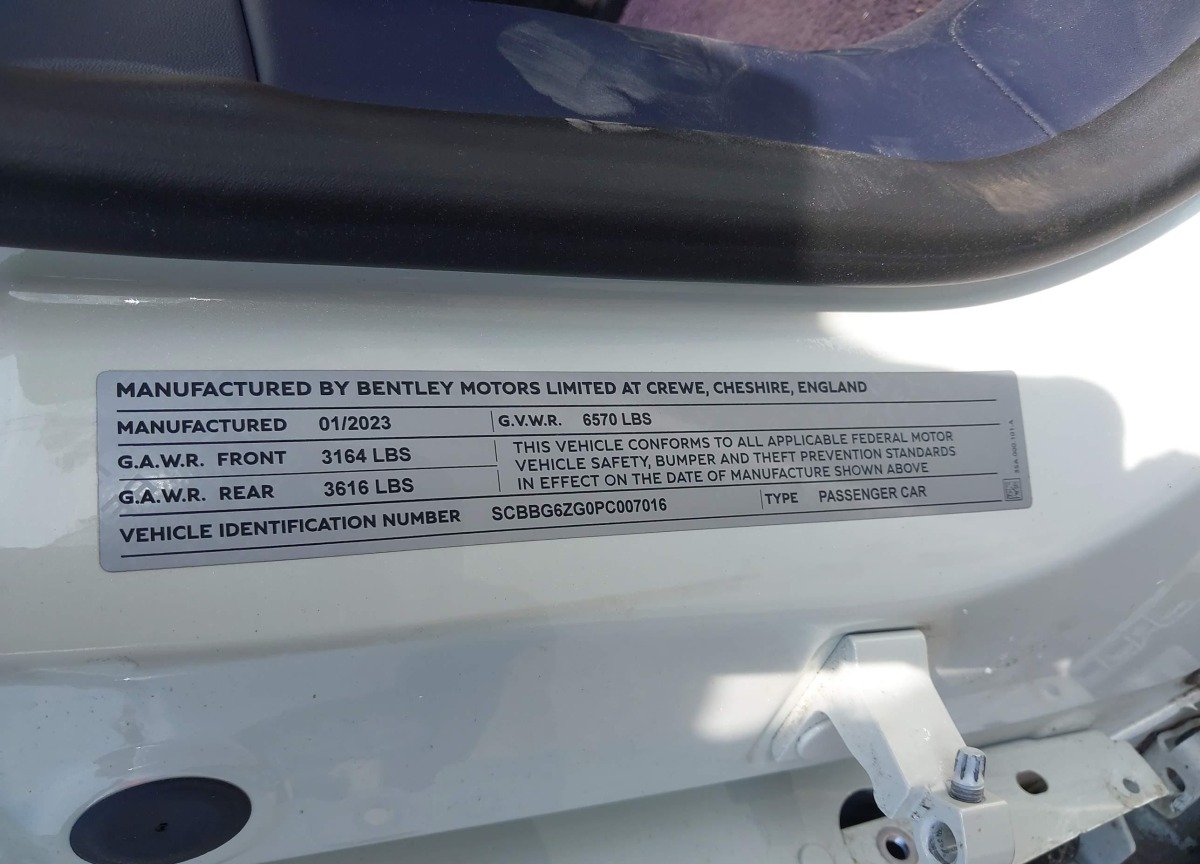 MANUFACTURED BY BENTLEY MOTORS LIMITED AT CREWE, CHESHIRE, ENGLAND
MANUFACTURED 01/2023 G.V.W.R. 6570 LBS
G.A.W.R. FRONT 3164 LBS
G.A.W.R. REAR 3616 LBS
THIS VEHICLE CONFORMS TO ALL APPLICABLE FEDERAL MOTOR
VEHICLE SAFETY, BUMPER AND THEFT PREVENTION STANDARDS
IN EFFECT ON THE DATE OF MANUFACTURE SHOWN ABOVE
VEHICLE IDENTIFICATION NUMBER SCBBG6ZG0PC007016 TYPE PASSENGER CAR